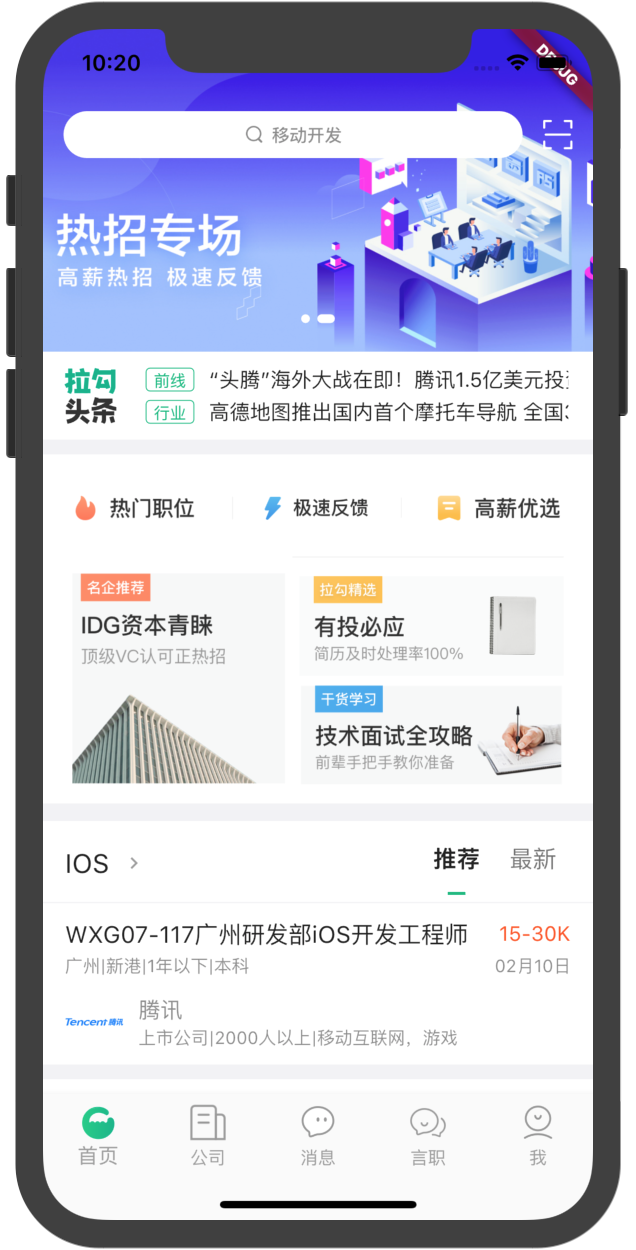 10:20
DEBUG
移动开发
热招专场
高薪热招 极速反馈
拉勾
头条
前线
“头腾”海外大战在即！腾讯1.5亿美元投
行业
高德地图推出国内首个摩托车导航 全国
热门职位
极速反馈
高薪优选
名企推荐
IDG资本青睐
顶级VC认可正热招
拉勾精选
有投必应
简历及时处理率100%
干货学习
技术面试全攻略
前辈手把手教你准备
IOS
推荐
最新
WXG07-117广州研发部iOS开发工程师
15-30K
广州|新港|1年以下|本科
02月10日
Tencent 腾讯
腾讯
上市公司|2000人以上|移动互联网，游戏
首页
公司
消息
言职
我